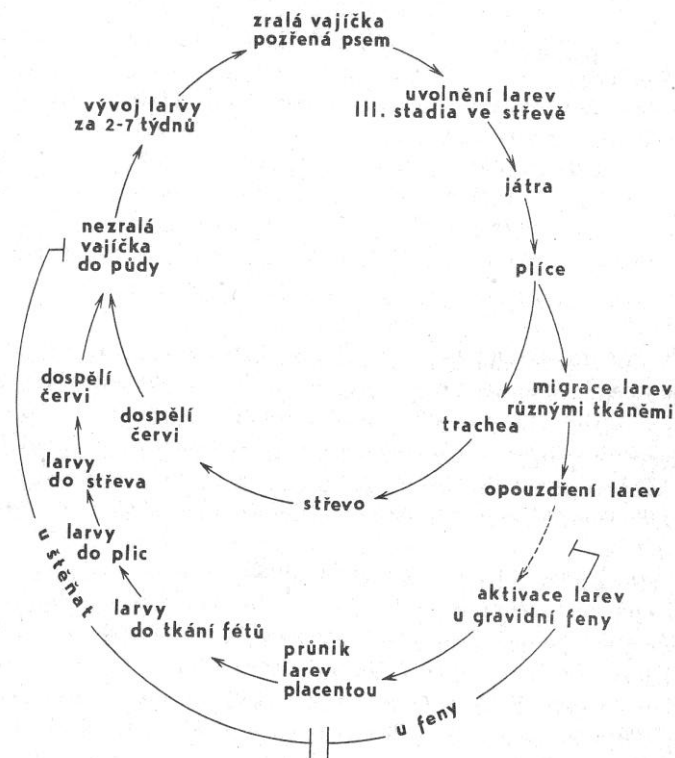 zralá vajíčka
pozřená psem
uvolnění larev
III. stadia ve střevě
játra
plíce
migrace larev
různými tkáněmi
opouzdření larev
aktivace larev
u gravidní feny
průnik
larev
placentou
larvy
do tkání fétů
larvy
do plic
larvy
do střeva
dospělí
červi
nezralá
vajíčka
do půdy
vývoj larvy
za 2-7 týdnů
trachea
střevo
dospělí
červi
u štěňat
u feny